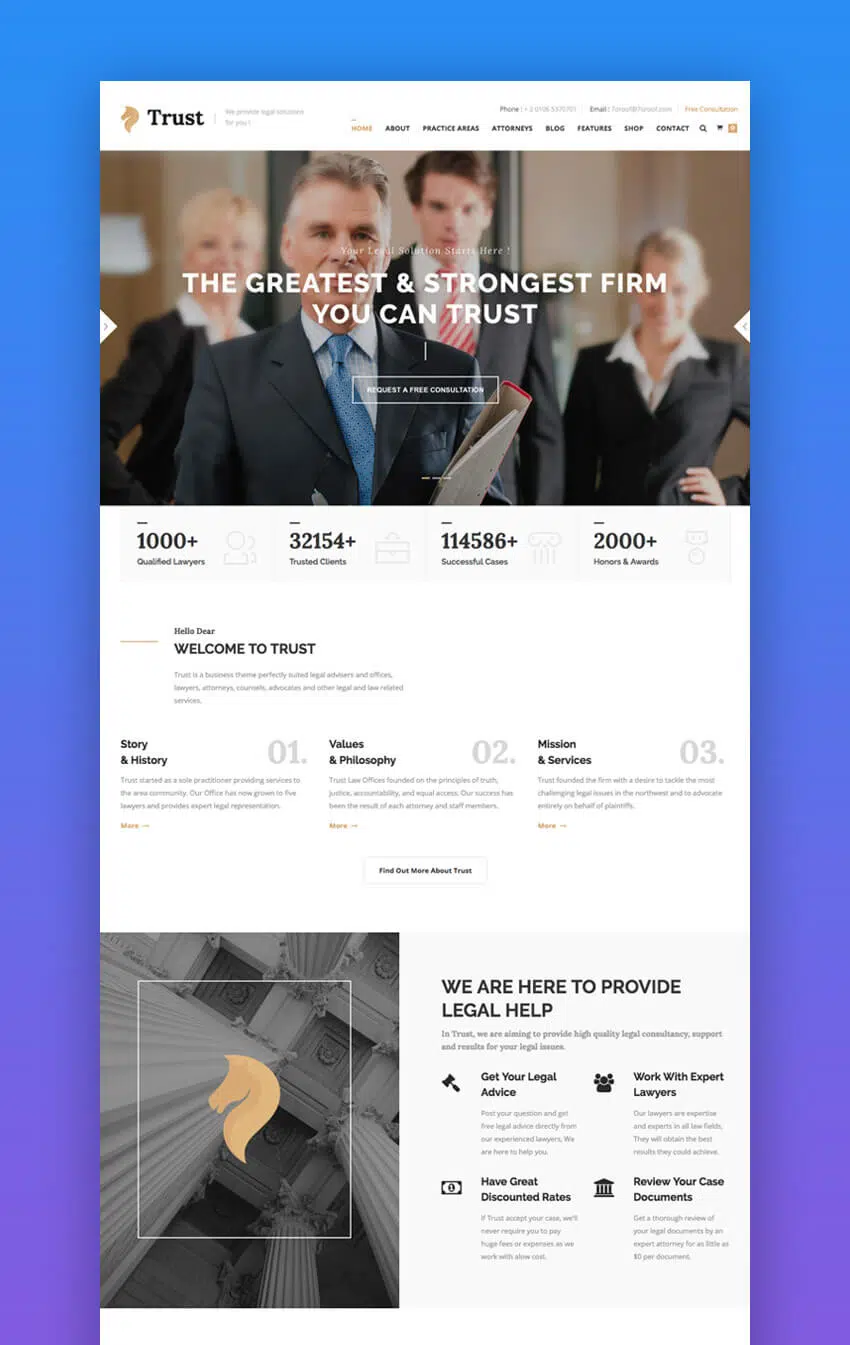 Trust
We provide legal solutions
for you !
Phone : + 2 0106 5370701
Email : 7oroof@7oroof.com
Free Consultation
HOME
ABOUT
PRACTICE AREAS
ATTORNEYS
BLOG
FEATURES
SHOP
CONTACT
0
Your Legal Solution Starts Here !
THE GREATEST & STRONGEST FIRM
YOU CAN TRUST
REQUEST A FREE CONSULTATION
1000+
Qualified Lawyers
32154+
Trusted Clients
114586+
Successful Cases
2000+
Honors & Awards
Hello Dear
WELCOME TO TRUST
Trust is a business theme perfectly suited legal advisers and offices,
lawyers, attorneys, counsels, advocates and other legal and law related
services.
Story
& History
01.
Trust started as a sole practitioner providing services to
the area community. Our Office has now grown to five
lawyers and provides expert legal representation.
More →
Values
& Philosophy
02.
Trust Law Offices founded on the principles of truth,
justice, accountability, and equal access. Our success has
been the result of each attorney and staff members.
More →
Mission
& Services
03.
Trust founded the firm with a desire to tackle the most
challenging legal issues in the northwest and to advocate
entirely on behalf of plaintiffs.
More →
Find Out More About Trust
WE ARE HERE TO PROVIDE
LEGAL HELP
In Trust, we are aiming to provide high quality legal consultancy, support
and results for your legal issues.
Get Your Legal
Advice
Post your question and get
free legal advice directly from
our experienced lawyers, We
are here to help you.
Work With Expert
Lawyers
Our lawyers are expertise
and experts in all law fields,
They will obtain the best
results they could achieve.
Have Great
Discounted Rates
If Trust accept your case, we'll
never require you to pay
huge fees or expenses as we
work with alow cost.
Review Your Case
Documents
Get a thorough review of
your legal documents by an
expert attorney for as little as
$0 per document.